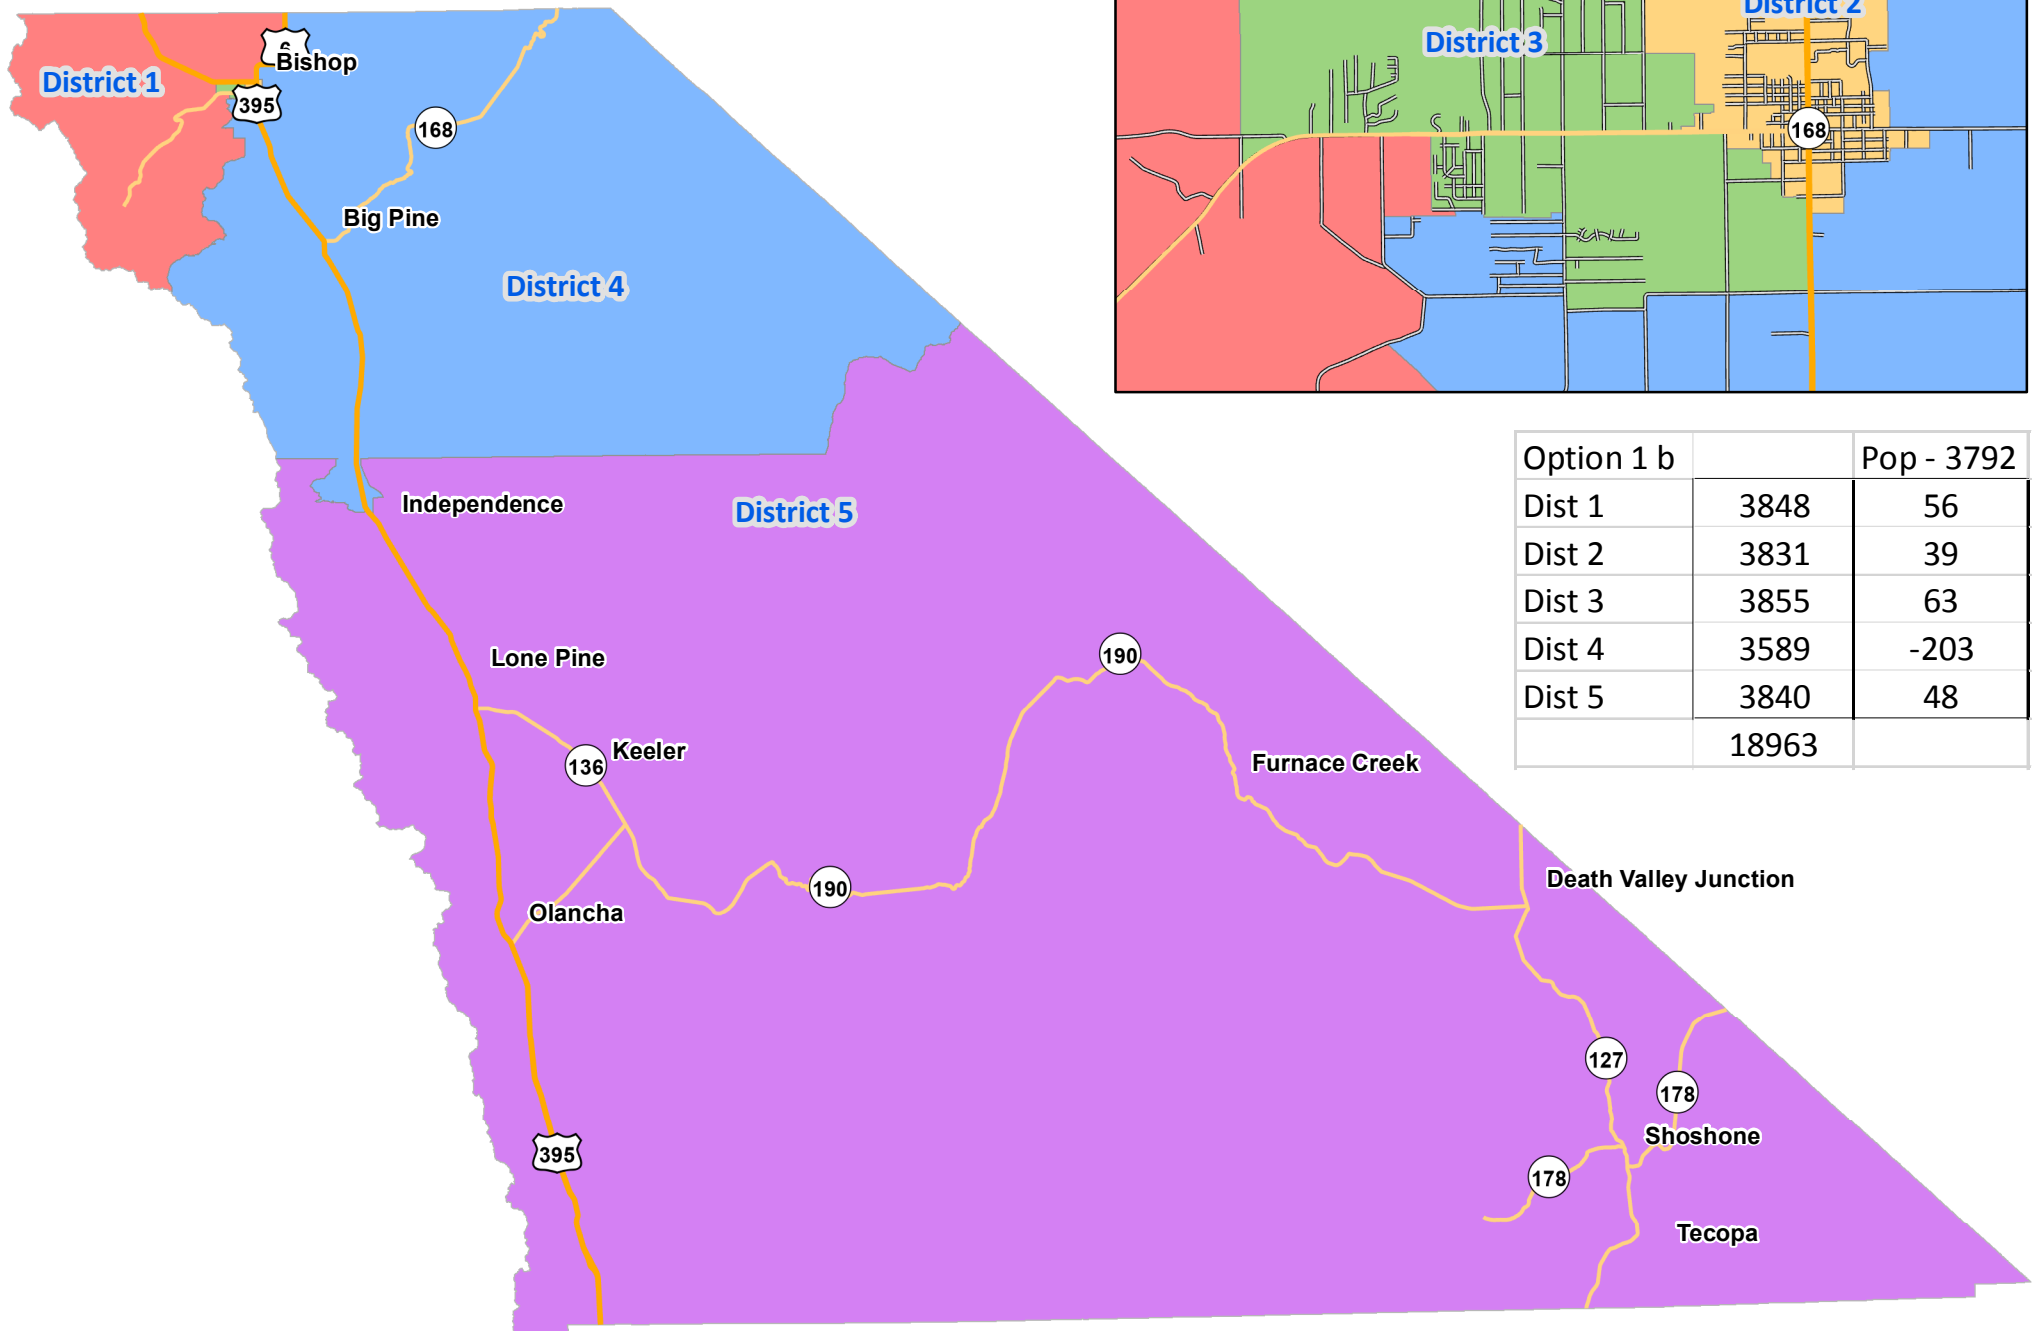 District 2
District 3
168
6
Bishop
District 1
395
168
Big Pine
District 4
Independence
District 5
Lone Pine
190
136
Keeler
Furnace Creek
190
Olancha
Death Valley Junction
127
178
Shoshone
395
178
Tecopa
Option 1 b Pop - 3792
Dist 1 3848 56
Dist 2 3831 39
Dist 3 3855 63
Dist 4 3589 -203
Dist 5 3840 48
18963